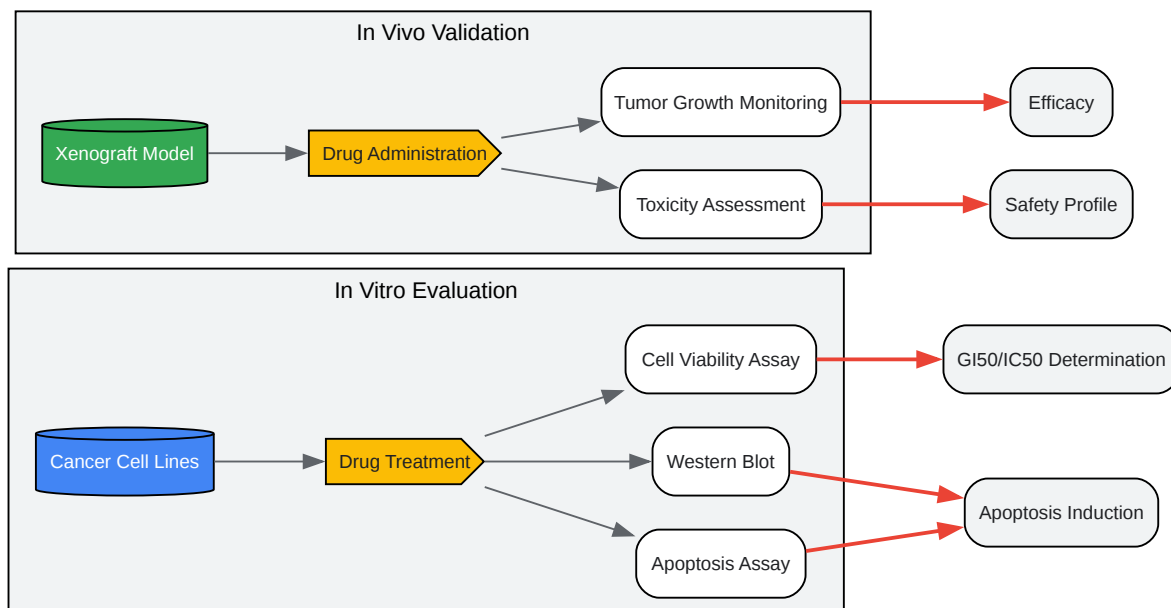 In Vivo Validation
Xenograft Model
Drug Administration
Tumor Growth Monitoring
Efficacy
Toxicity Assessment
Safety Profile
In Vitro Evaluation
Cancer Cell Lines
Drug Treatment
Cell Viability Assay
GI50/IC50 Determination
Western Blot
Apoptosis Assay
Apoptosis Induction